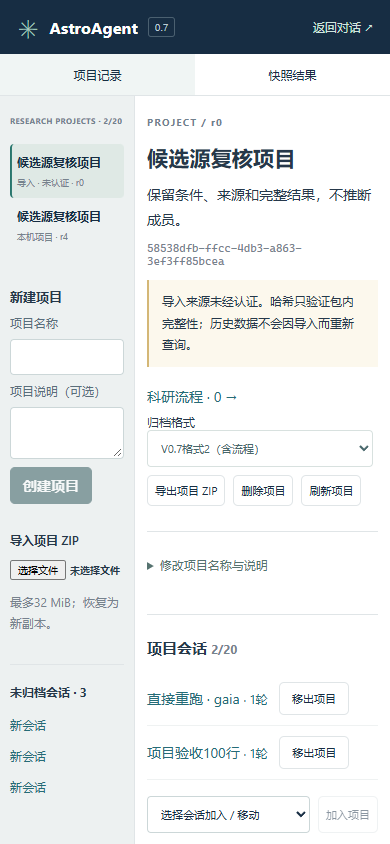 AstroAgent
0.7
返回对话 ↗
项目记录
快照结果
RESEARCH PROJECTS · 2/20
候选源复核项目
导入 · 未认证 · r0
候选源复核项目
本机项目 · r4
新建项目
项目名称
项目说明（可选）
创建项目
导入项目 ZIP
选择文件 未选择文件
最多32 MiB；恢复为
新副本。
未归档会话 · 3
新会话
新会话
新会话
PROJECT / r0
候选源复核项目
保留条件、来源和完整结果，不推断
成员。
58538dfb-ffcc-4db3-a863-
3ef3ff85bcea
导入来源未经认证。哈希只验证包内
完整性；历史数据不会因导入而重新
查询。
科研流程 · 0 →
归档格式
V0.7格式2（含流程）
导出项目 ZIP
删除项目
刷新项目
▶ 修改项目名称与说明
项目会话 2/20
直接重跑 · gaia · 1轮
移出项目
项目验收100行 · 1轮
移出项目
选择会话加入 / 移动
加入项目